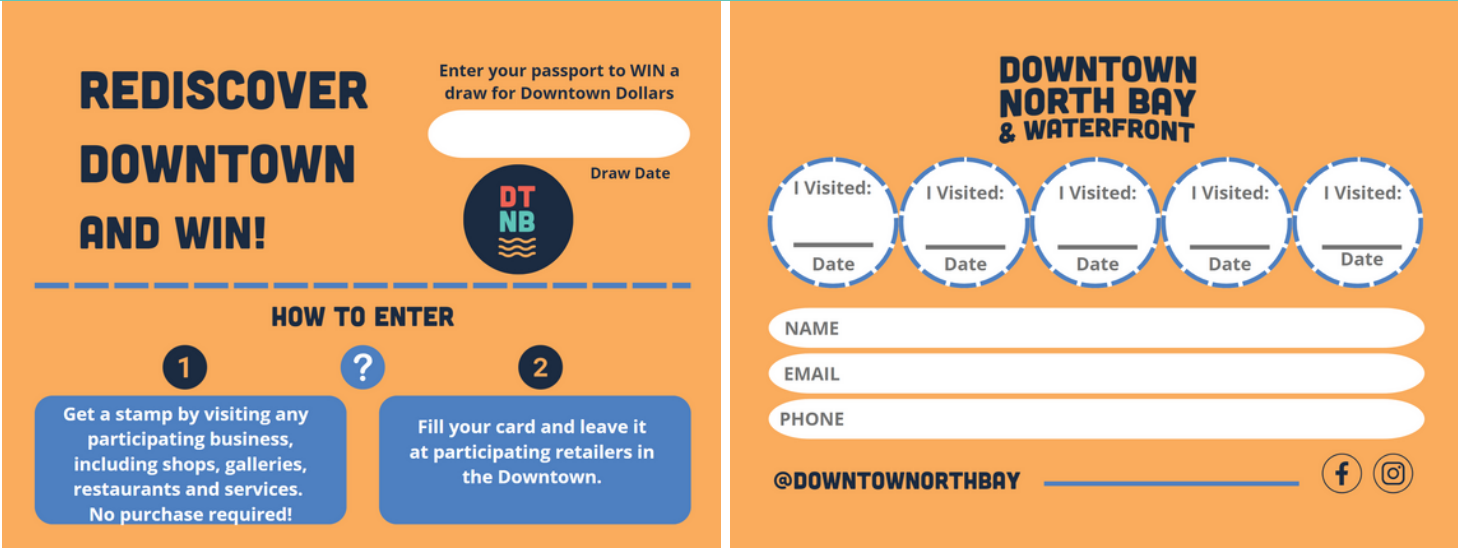 REDISCOVER
DOWNTOWN
AND WIN!
Enter your passport to WIN a
draw for Downtown Dollars
Draw Date
DT
NB
HOW TO ENTER
1
Get a stamp by visiting any
participating business,
including shops, galleries,
restaurants and services.
No purchase required!
?
2
Fill your card and leave it
at participating retailers in
the Downtown.
DOWNTOWN
NORTH BAY
& WATERFRONT
I Visited:
Date
I Visited:
Date
I Visited:
Date
I Visited:
Date
I Visited:
Date
NAME
EMAIL
PHONE
@DOWNTOWNORTHBAY